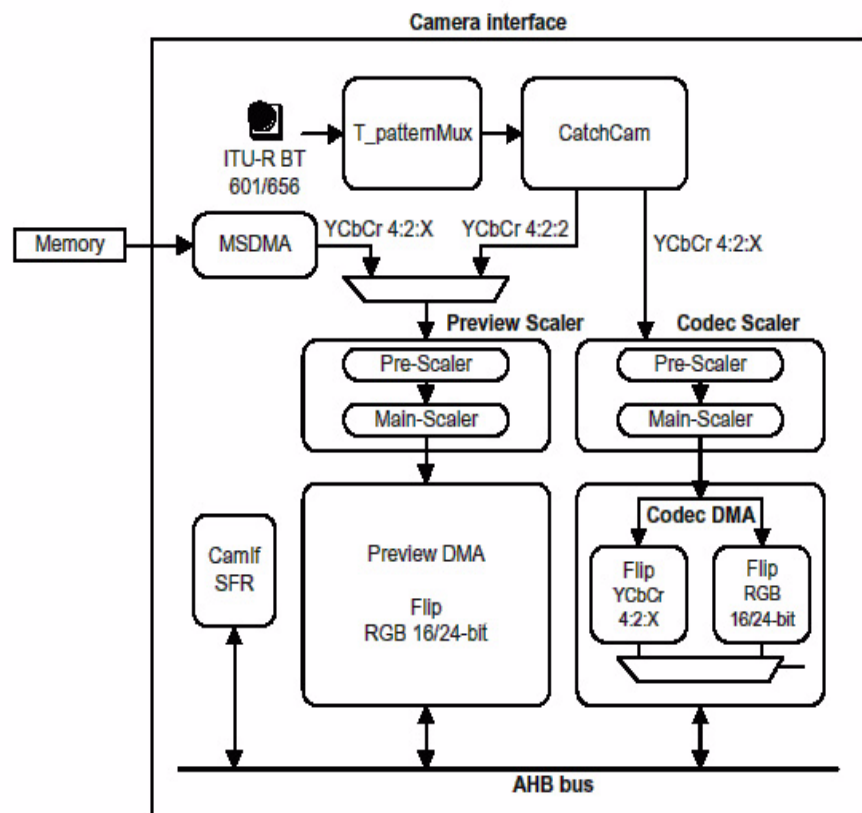 Camera interface
T_patternMux
CatchCam
ITU-R BT
601/656
Memory
MSDMA
YCbCr 4:2:X
YCbCr 4:2:2
YCbCr 4:2:X
Preview Scaler
Codec Scaler
Pre-Scaler
Main-Scaler
Pre-Scaler
Main-Scaler
CamIf
SFR
Preview DMA
Flip
RGB 16/24-bit
Codec DMA
Flip
YCbCr
4:2:X
Flip
RGB
16/24-bit
AHB bus